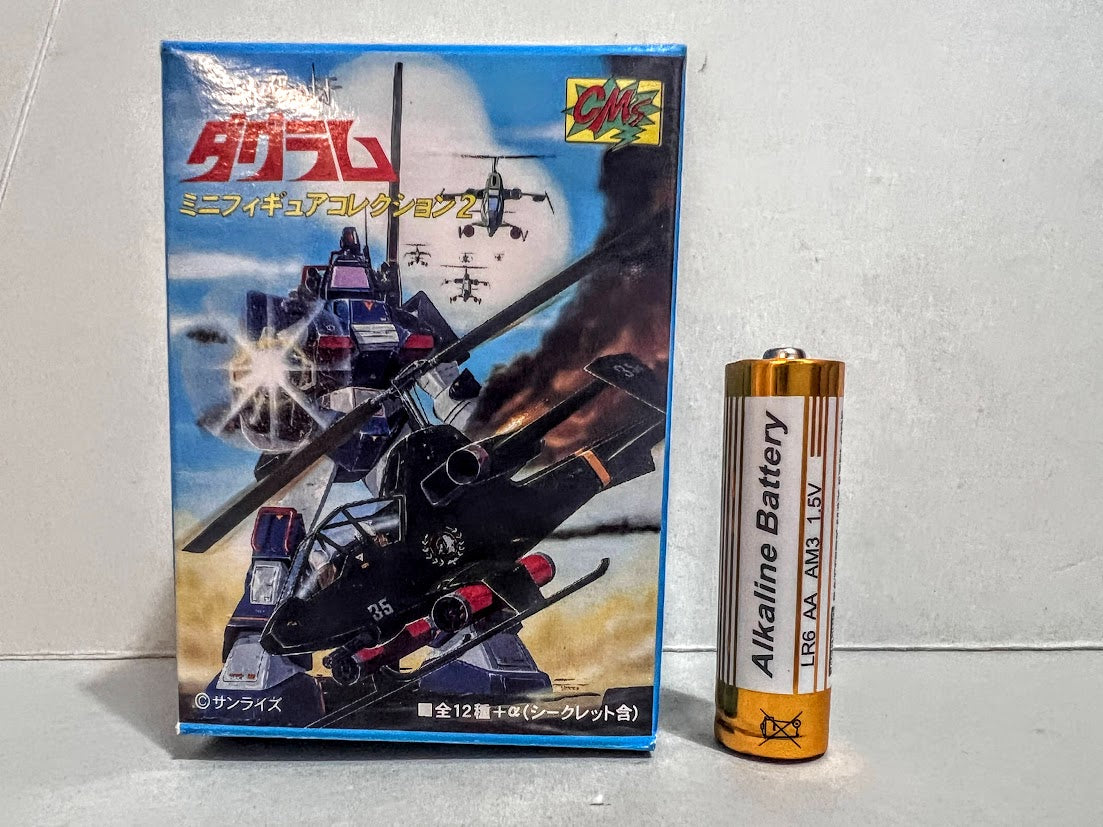 ダグラム
CMs
ミニフィギュアコレクション2
35
35
©サンライズ
■全12種+α(シークレット含)
Alkaline Battery
LR6 AA AM3 1.5V